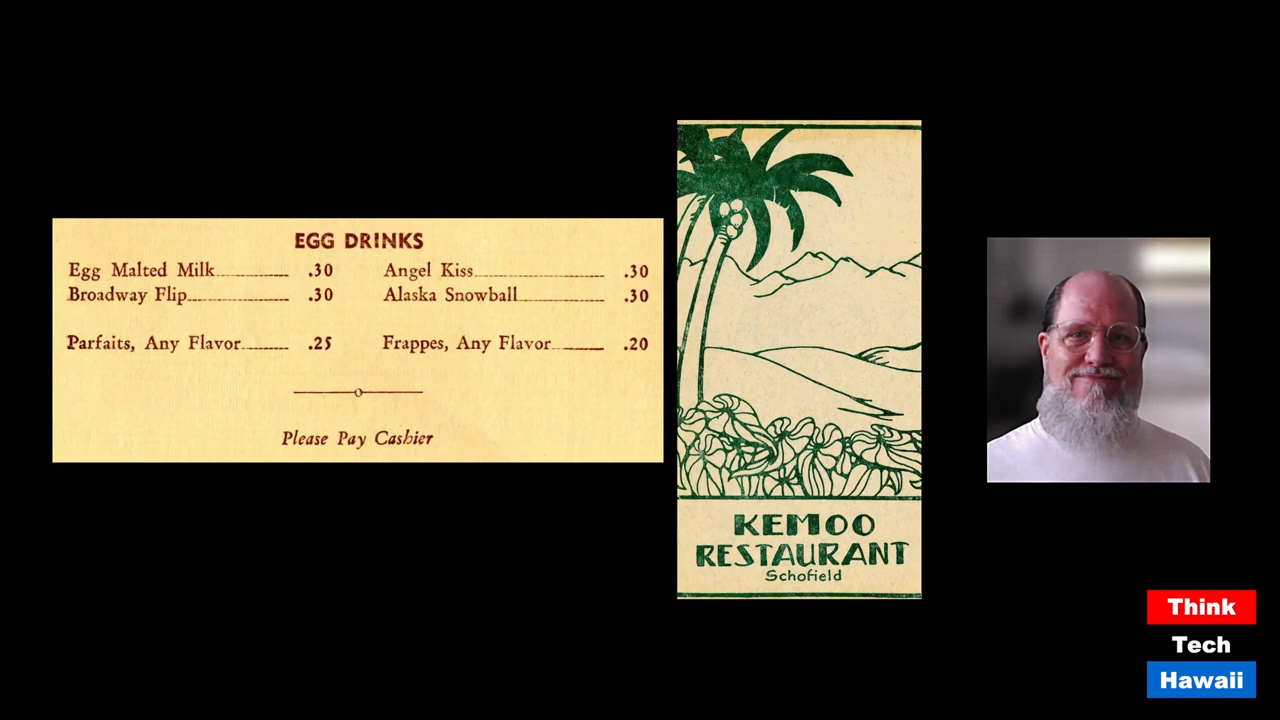 EGG DRINKS
Egg Malted Milk .30 Angel Kiss .30
Broadway Flip .30 Alaska Snowball .30
Parfaits, Any Flavor .25 Frappes, Any Flavor .20
Please Pay Cashier
KEMOO
RESTAURANT
Schofield
Think
Tech
Hawaii